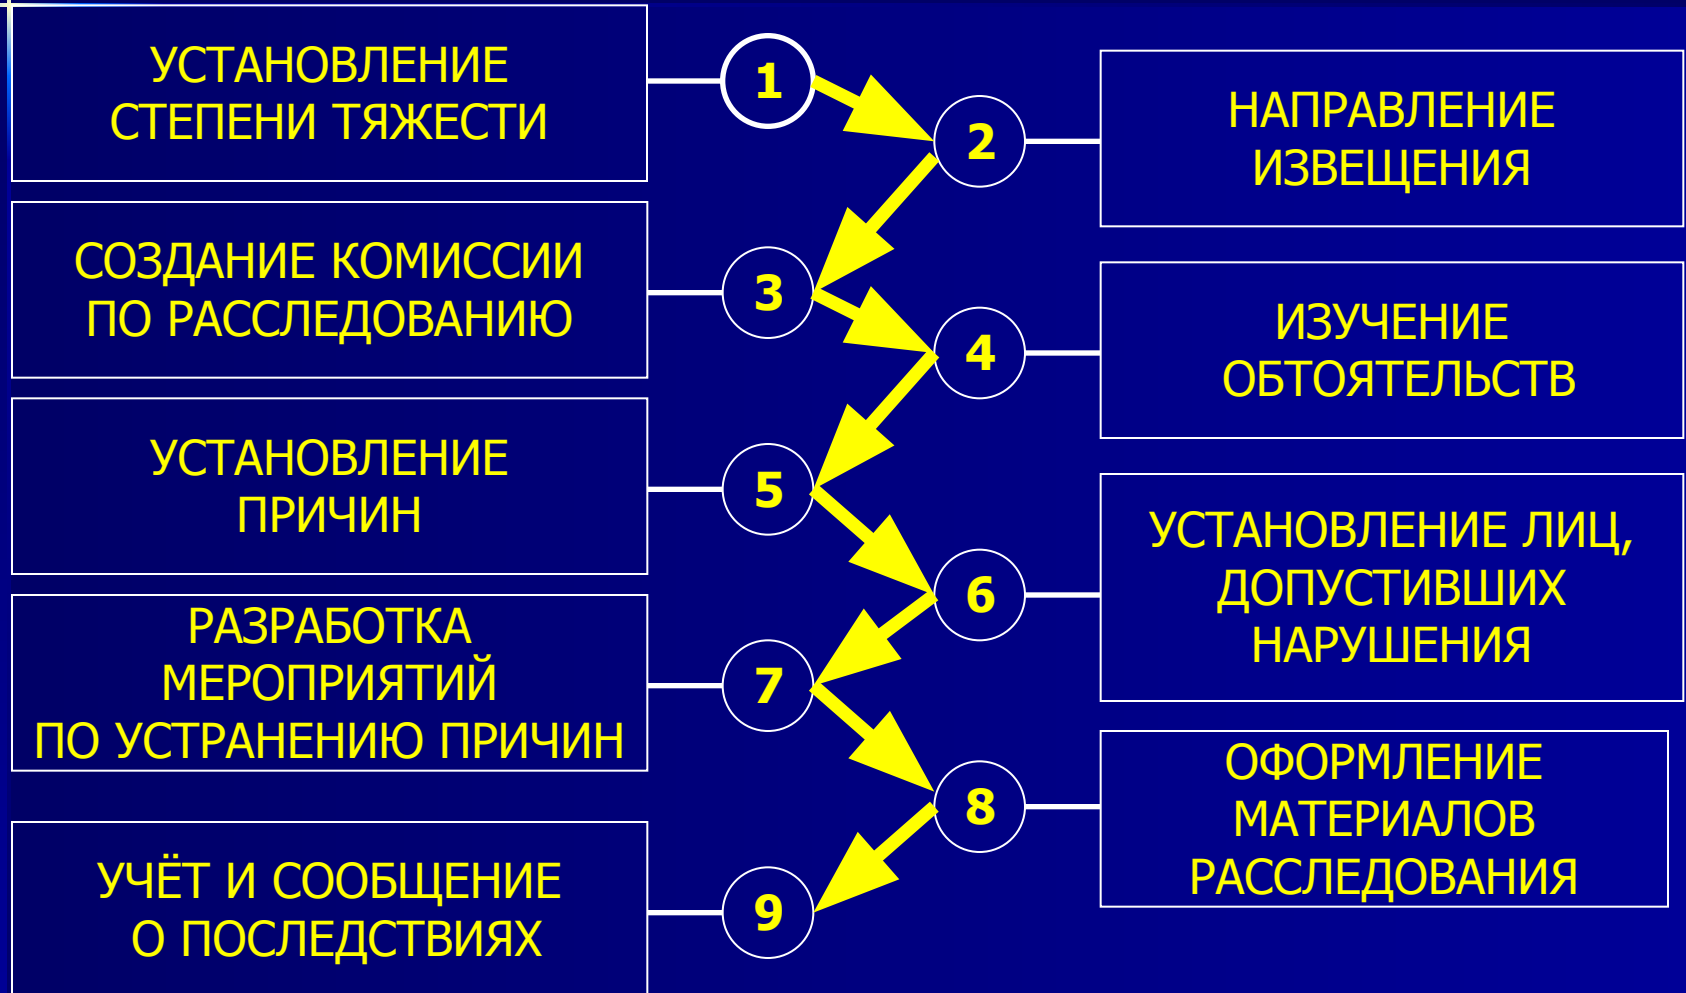 УСТАНОВЛЕНИЕ
СТЕПЕНИ ТЯЖЕСТИ
1
2
НАПРАВЛЕНИЕ
ИЗВЕЩЕНИЯ
СОЗДАНИЕ КОМИССИИ
ПО РАССЛЕДОВАНИЮ
3
4
ИЗУЧЕНИЕ
ОБТОЯТЕЛЬСТВ
УСТАНОВЛЕНИЕ
ПРИЧИН
5
6
УСТАНОВЛЕНИЕ ЛИЦ,
ДОПУСТИВШИХ
НАРУШЕНИЯ
РАЗРАБОТКА
МЕРОПРИЯТИЙ
ПО УСТРАНЕНИЮ ПРИЧИН
7
8
ОФОРМЛЕНИЕ
МАТЕРИАЛОВ
РАССЛЕДОВАНИЯ
УЧЁТ И СООБЩЕНИЕ
О ПОСЛЕДСТВИЯХ
9